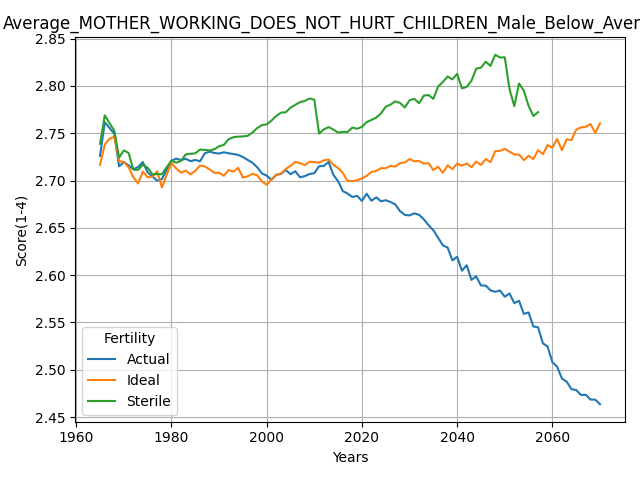 Average_MOTHER_WORKING_DOES_NOT_HURT_CHILDREN_Male_Below_Aver
2.85
2.80
2.75
2.70
2.65
2.60
2.55
2.50
2.45
Score(1-4)
Fertility
Actual
Ideal
Sterile
1960
1980
2000
2020
2040
2060
Years